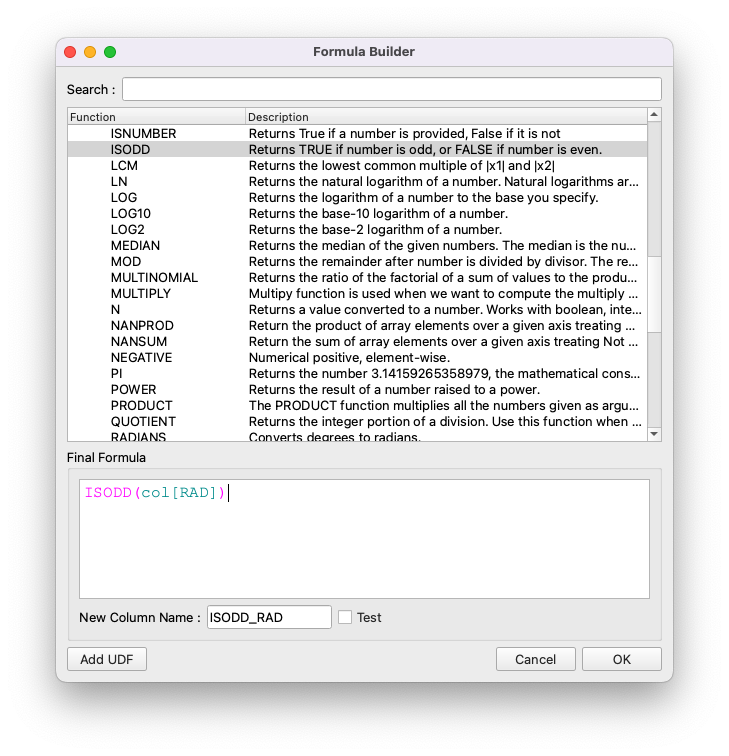 Formula Builder
Search :
Function Description
ISNUMBER Returns True if a number is provided, False if it is not
ISODD Returns TRUE if number is odd, or FALSE if number is even.
LCM Returns the lowest common multiple of |x1| and |x2|
LN Returns the natural logarithm of a number. Natural logarithms ar...
LOG Returns the logarithm of a number to the base you specify.
LOG10 Returns the base-10 logarithm of a number.
LOG2 Returns the base-2 logarithm of a number.
MEDIAN Returns the median of the given numbers. The median is the nu...
MOD Returns the remainder after number is divided by divisor. The re...
MULTINOMIAL Returns the ratio of the factorial of a sum of values to the produ...
MULTIPLY Multipy function is used when we want to compute the multiply ...
N Returns a value converted to a number. Works with boolean, inte...
NANPROD Return the product of array elements over a given axis treating ...
NANSUM Return the sum of array elements over a given axis treating Not ...
NEGATIVE Numerical positive, element-wise.
PI Returns the number 3.14159265358979, the mathematical cons...
POWER Returns the result of a number raised to a power.
PRODUCT The PRODUCT function multiplies all the numbers given as argu...
QUOTIENT Returns the integer portion of a division. Use this function when ...
RADIANS Converts degrees to radians.
Final Formula
ISODD(col[RAD])
New Column Name : ISODD_RAD Test
Add UDF Cancel OK